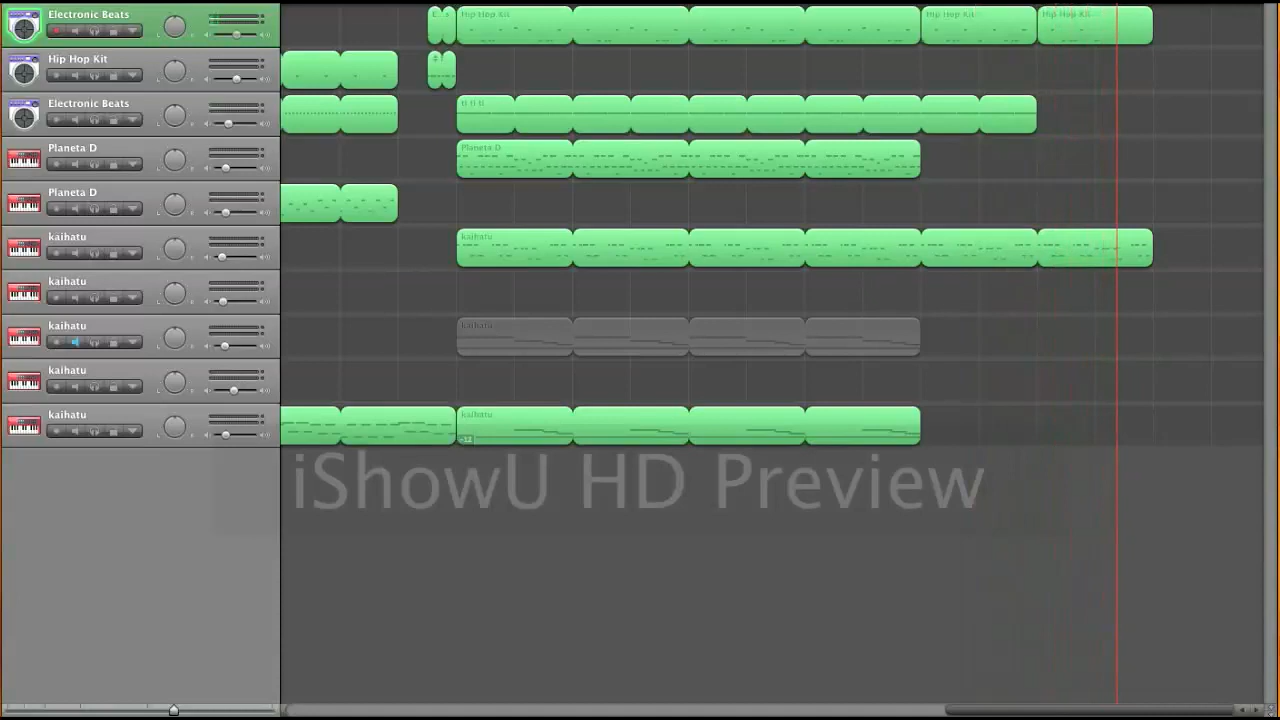 Electronic Beats
Hip Hop Kit
Hip Hop Kit
Hip Hop Kit
Hip Hop Kit
Electronic Beats
ti ti ti
Planeta D
Planeta D
Planeta D
kaihatu
kaihatu
kaihatu
kaihatu
kaihatu
kaihatu
kaihatu
kaihatu
-12
iShowU HD Preview